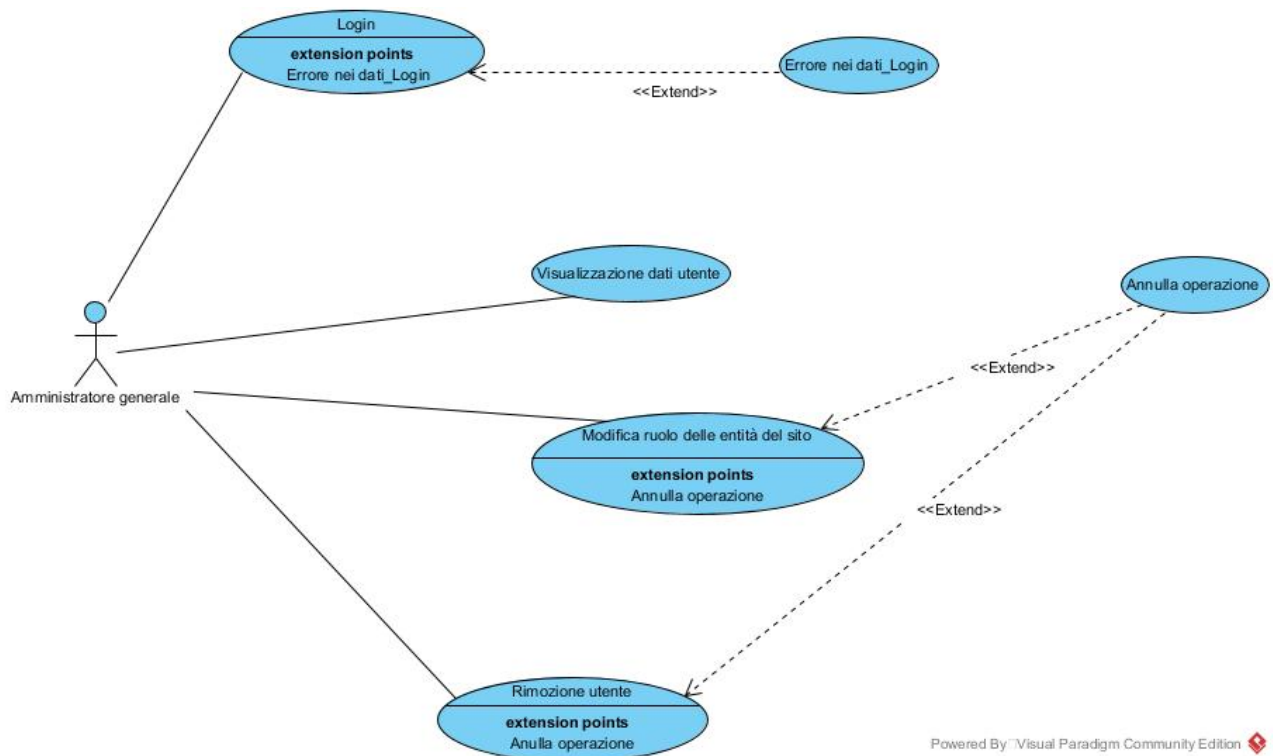 Login
extension points
Errore nei dati_Login
Errore nei dati_Login
<<Extend>>
Visualizzazione dati utente
Annulla operazione
<<Extend>>
Amministratore generale
Modifica ruolo delle entità del sito
extension points
Annulla operazione
<<Extend>>
Rimozione utente
extension points
Anulla operazione
Powered By Visual Paradigm Community Edition